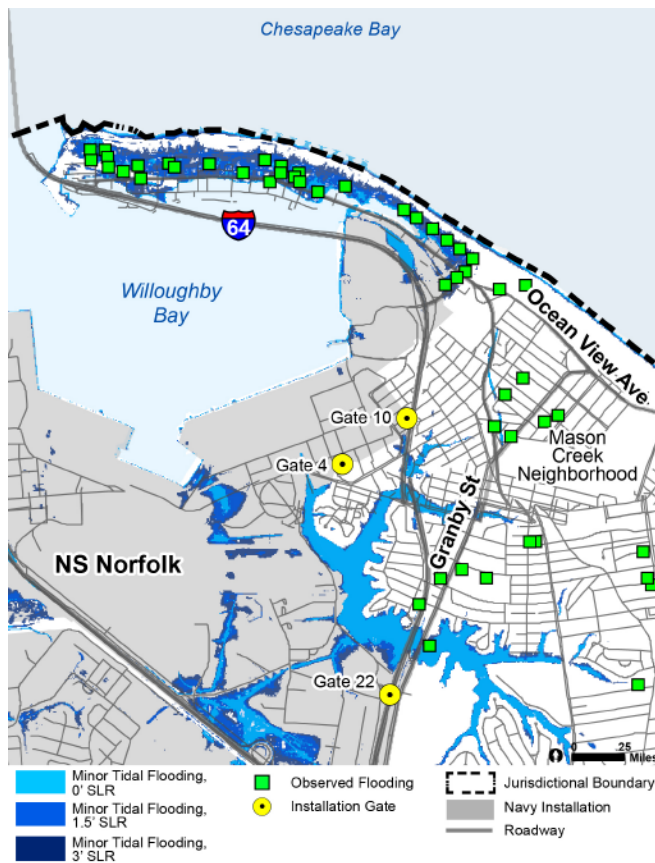 Chesapeake Bay
64
Willoughby
Bay
Ocean View Ave.
Gate 10
Gate 4
Mason
Creek
Neighborhood
Granby St
NS Norfolk
Gate 22
0 .25
Miles
Minor Tidal Flooding,
0' SLR
Minor Tidal Flooding,
1.5' SLR
Minor Tidal Flooding,
3' SLR
Observed Flooding
Installation Gate
Jurisdictional Boundary
Navy Installation
Roadway